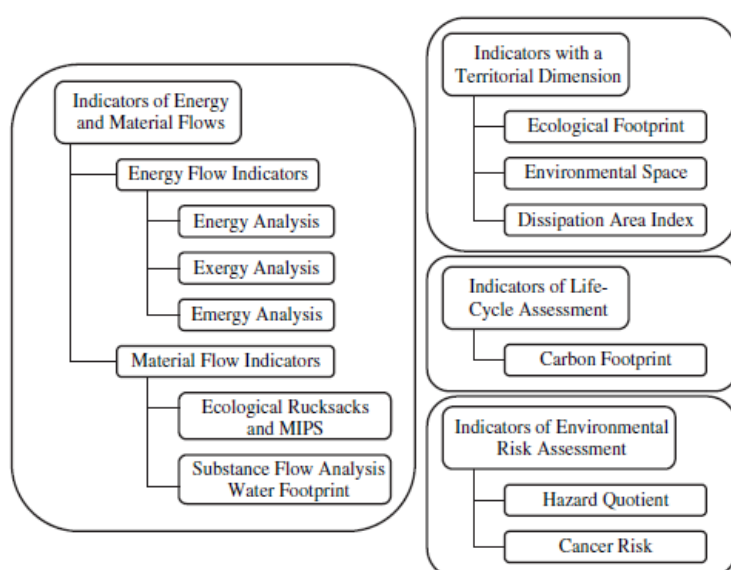 Indicators of Energy
and Material Flows
Energy Flow Indicators
Energy Analysis
Exergy Analysis
Emergy Analysis
Material Flow Indicators
Ecological Rucksacks
and MIPS
Substance Flow Analysis
Water Footprint
Indicators with a
Territorial Dimension
Ecological Footprint
Environmental Space
Dissipation Area Index
Indicators of Life-
Cycle Assessment
Carbon Footprint
Indicators of Environmental
Risk Assessment
Hazard Quotient
Cancer Risk